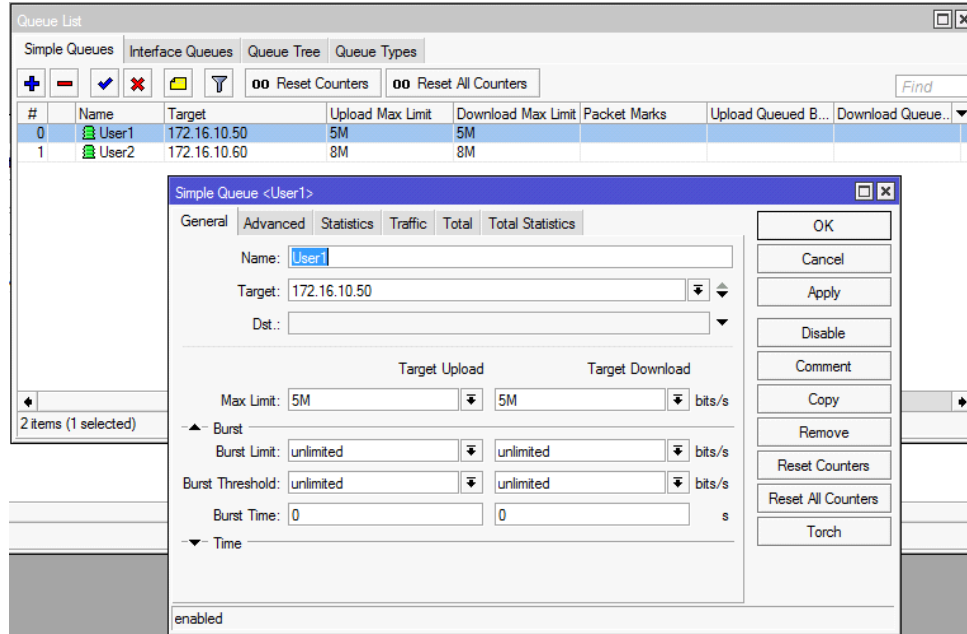 Queue List
Simple Queues Interface Queues Queue Tree Queue Types
00 Reset Counters 00 Reset All Counters Find
# Name Target Upload Max Limit Download Max Limit Packet Marks Upload Queued B... Download Queue...
0 User1 172.16.10.50 5M 5M
1 User2 172.16.10.60 8M 8M
2 items (1 selected)
Simple Queue <User1>
General Advanced Statistics Traffic Total Total Statistics
Name: User1
Target: 172.16.10.50
Dst.:
Target Upload Target Download
Max Limit: 5M 5M bits/s
Burst
Burst Limit: unlimited unlimited bits/s
Burst Threshold: unlimited unlimited bits/s
Burst Time: 0 0 s
Time
enabled
OK
Cancel
Apply
Disable
Comment
Copy
Remove
Reset Counters
Reset All Counters
Torch